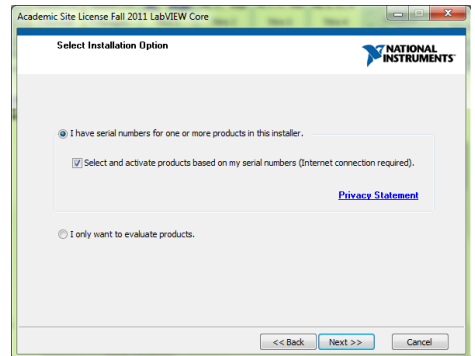 Academic Site License Fall 2011 LabVIEW Core
Select Installation Option
NATIONAL
INSTRUMENTS
I have serial numbers for one or more products in this installer.
Select and activate products based on my serial numbers (Internet connection required).
Privacy Statement
I only want to evaluate products.
<< Back
Next >>
Cancel